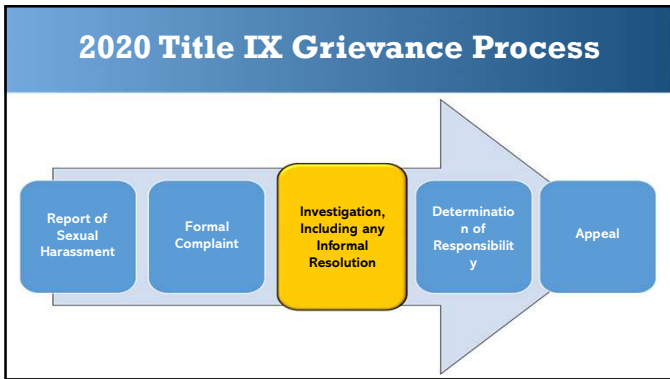 2020 Title IX Grievance Process
Report of
Sexual
Harassment
Formal
Complaint
Investigation,
Including any
Informal
Resolution
Determinatio
n of
Responsibilit
y
Appeal